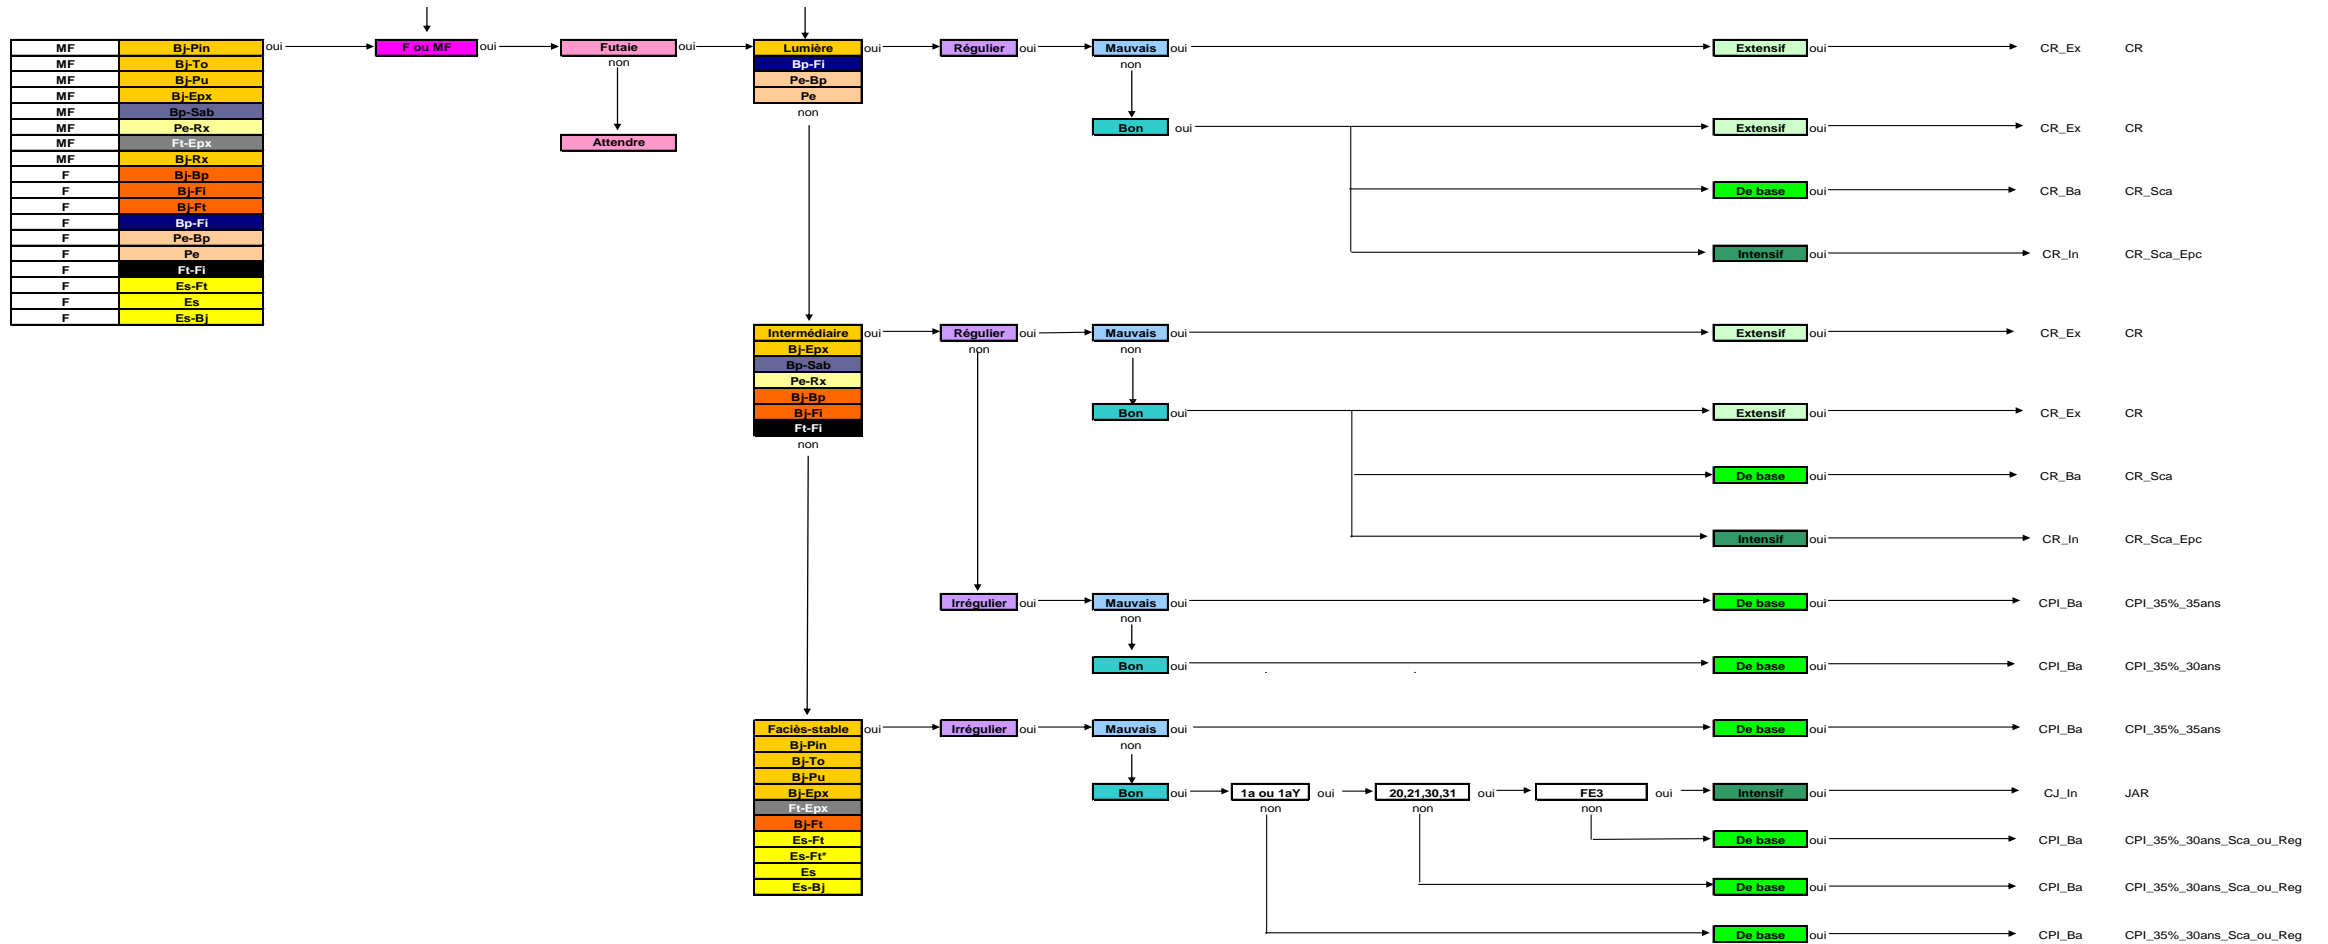 MF Bj-Pin oui F ou MF oui Futaie oui Lumière oui Régulier oui Mauvais oui Extensif oui CR_Ex CR
MF Bj-To non Bp-Fi non
MF Bj-Pu Pe-Bp
MF Bj-Epx Pe
MF Bp-Sab non
MF Pe-Rx Bon oui Extensif oui CR_Ex CR
MF Ft-Epx Attendre
MF Bj-Rx
F Bj-Bp
F Bj-Fi De base oui CR_Ba CR_Sca
F Bj-Ft
F Bp-Fi
F Pe-Bp
F Pe Intensif oui CR_In CR_Sca_Epc
F Ft-Fi
F Es-Ft
F Es
F Es-Bj
Intermédiaire oui Régulier oui Mauvais oui Extensif oui CR_Ex CR
Bj-Epx non non
Bp-Sab
Pe-Rx
Bj-Bp
Bj-Fi Bon oui Extensif oui CR_Ex CR
Ft-Fi
non
De base oui CR_Ba CR_Sca
Intensif oui CR_In CR_Sca_Epc
Irrégulier oui Mauvais oui De base oui CPI_Ba CPI_35%_35ans
non
Bon oui De base oui CPI_Ba CPI_35%_30ans
Faciès-stable oui Irrégulier oui Mauvais oui De base oui CPI_Ba CPI_35%_35ans
Bj-Pin non
Bj-To
Bj-Pu
Bj-Epx Bon oui 1a ou 1aY oui 20,21,30,31 oui FE3 oui Intensif oui CJ_In JAR
Ft-Epx non non non
Bj-Ft
Es-Ft De base oui CPI_Ba CPI_35%_30ans_Sca_ou_Reg
Es-Ft*
Es
Es-Bj De base oui CPI_Ba CPI_35%_30ans_Sca_ou_Reg
De base oui CPI_Ba CPI_35%_30ans_Sca_ou_Reg